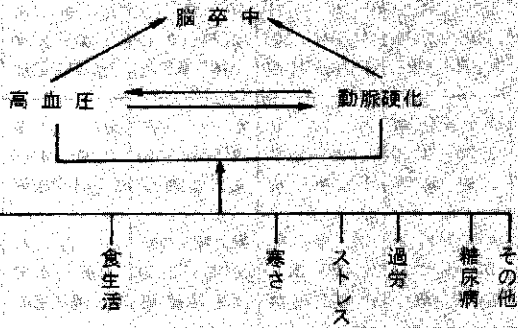 脳卒中
高血圧
動脈硬化
食生活
寒さ
ストレス
過労
糖尿病
その他